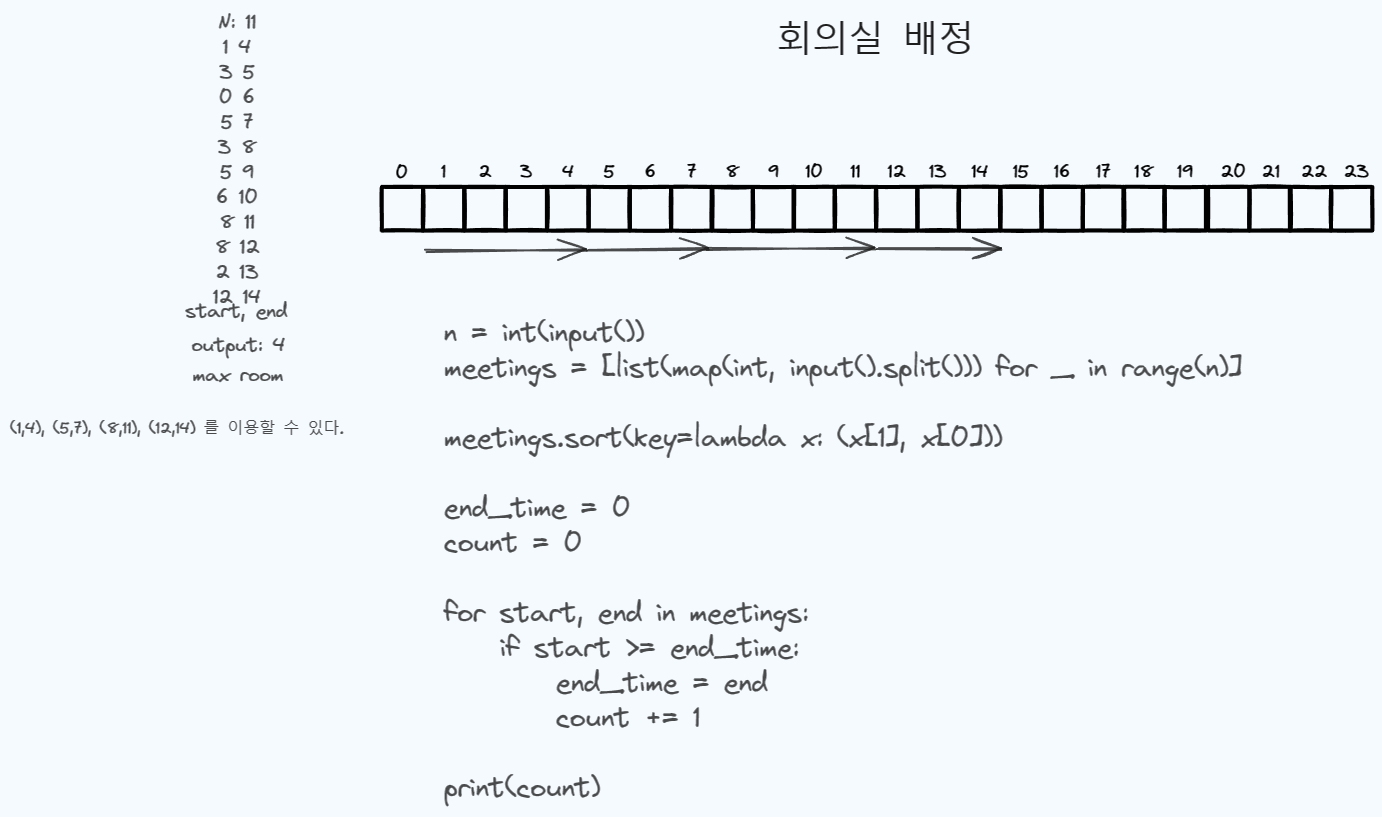 회의실 배정
N: 11
1 4
3 5
0 6
5 7
3 8
5 9
6 10
8 11
8 12
2 13
12 14
start, end
output: 4
max room
(1,4), (5,7), (8,11), (12,14) 를 이용할 수 있다.
0 1 2 3 4 5 6 7 8 9 10 11 12 13 14 15 16 17 18 19 20 21 22 23
n = int(input())
meetings = [list(map(int, input().split())) for _ in range(n)]
meetings.sort(key=lambda x: (x[1], x[0]))
end_time = 0
count = 0
for start, end in meetings:
    if start >= end_time:
        end_time = end
        count += 1
print(count)